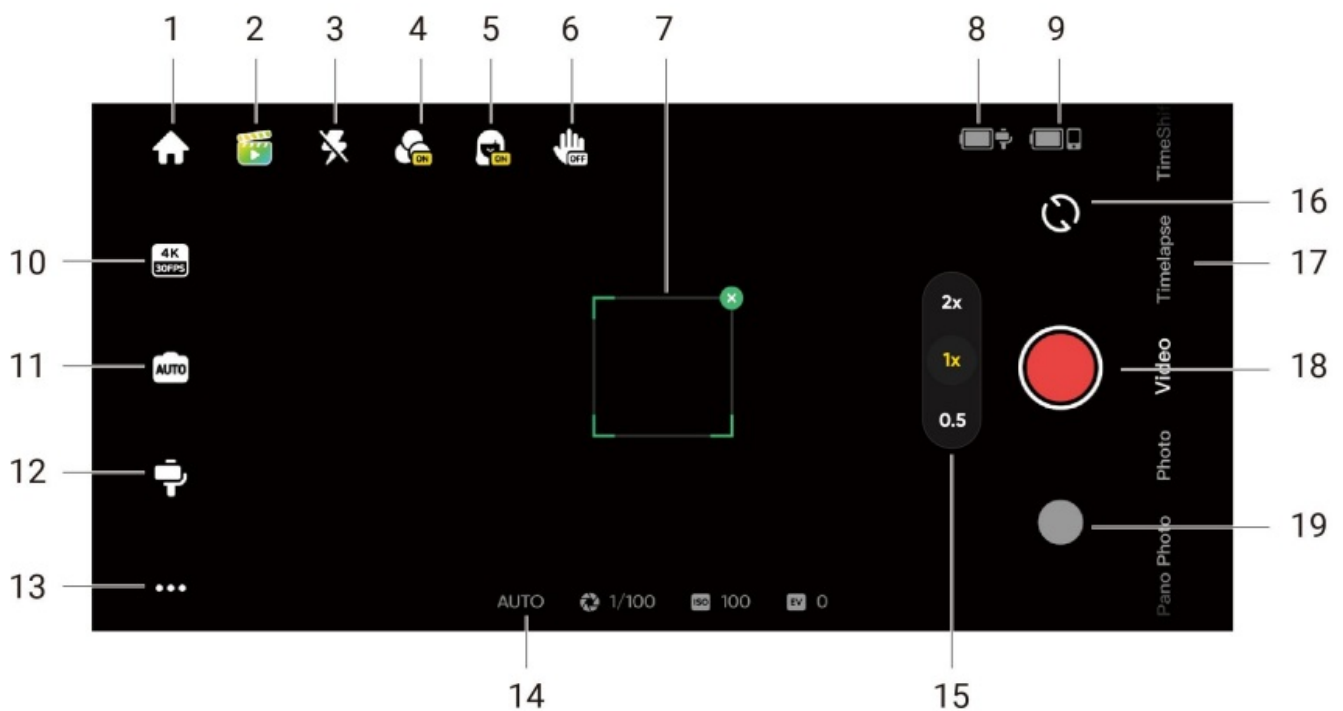 1 2 3 4 5 6 7 8 9
ON ON OFF
TimeShif
16
10 4K
30FPS
Timelapse 17
2x
11 AUTO
1x
Video 18
0.5
12
Photo
19
Pano Photo
13
AUTO 1/100 ISO 100 EV 0
14 15